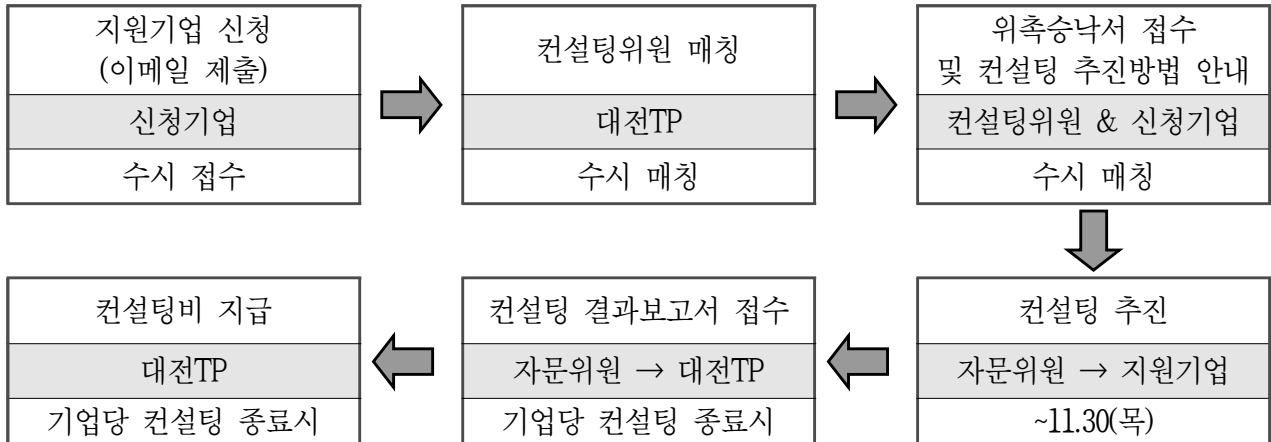 지원기업 신청
(이메일 제출)
신청기업
수시 접수
컨설팅위원 매칭
대전TP
수시 매칭
위촉승낙서 접수
및 컨설팅 추진방법 안내
컨설팅위원 & 신청기업
수시 매칭
컨설팅 추진
자문위원 → 지원기업
~11.30(목)
컨설팅 결과보고서 접수
자문위원 → 대전TP
기업당 컨설팅 종료시
컨설팅비 지급
대전TP
기업당 컨설팅 종료시